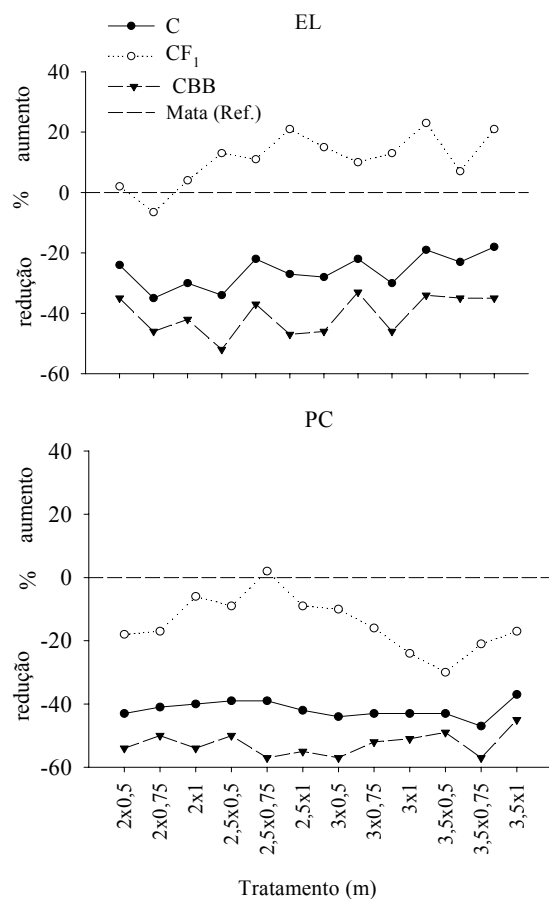 EL
C
CF1
CBB
Mata (Ref.)
40
20
0
-20
-40
-60
% redução aumento
PC
40
20
0
-20
-40
-60
% redução aumento
2x0,5
2x0,75
2x1
2,5x0,5
2,5x0,75
2,5x1
3x0,5
3x0,75
3x1
3,5x0,5
3,5x0,75
3,5x1
Tratamento (m)